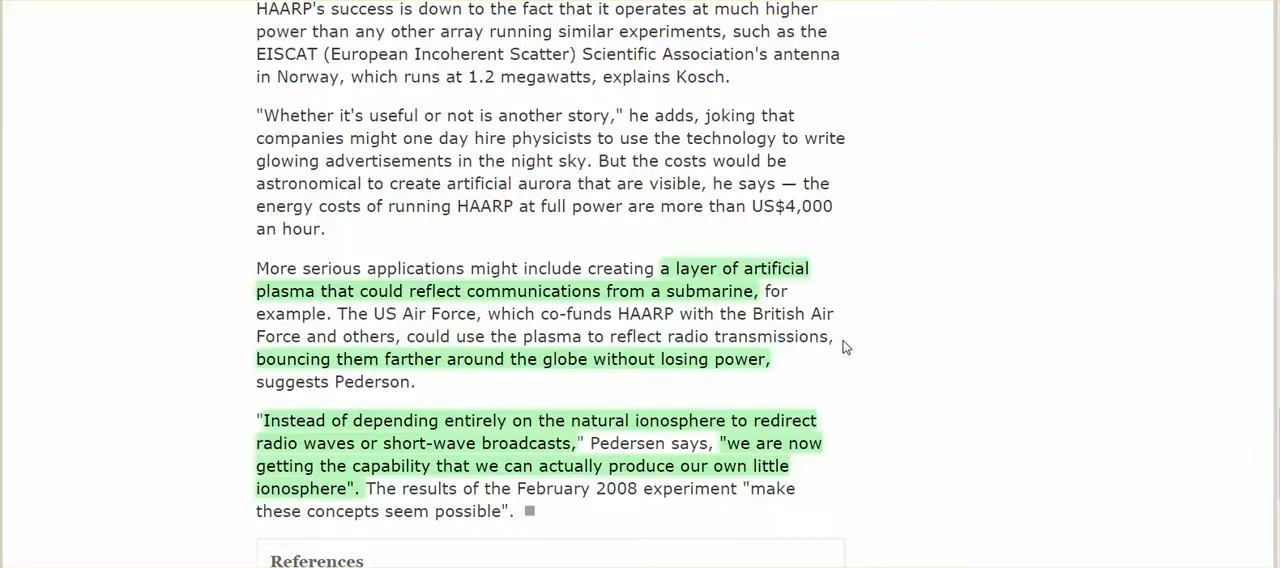 HAARP's success is down to the fact that it operates at much higher
power than any other array running similar experiments, such as the
EISCAT (European Incoherent Scatter) Scientific Association's antenna
in Norway, which runs at 1.2 megawatts, explains Kosch.
"Whether it's useful or not is another story," he adds, joking that
companies might one day hire physicists to use the technology to write
glowing advertisements in the night sky. But the costs would be
astronomical to create artificial aurora that are visible, he says — the
energy costs of running HAARP at full power are more than US$4,000
an hour.
More serious applications might include creating a layer of artificial
plasma that could reflect communications from a submarine, for
example. The US Air Force, which co-funds HAARP with the British Air
Force and others, could use the plasma to reflect radio transmissions,
bouncing them farther around the globe without losing power,
suggests Pederson.
"Instead of depending entirely on the natural ionosphere to redirect
radio waves or short-wave broadcasts," Pedersen says, "we are now
getting the capability that we can actually produce our own little
ionosphere". The results of the February 2008 experiment "make
these concepts seem possible".
References